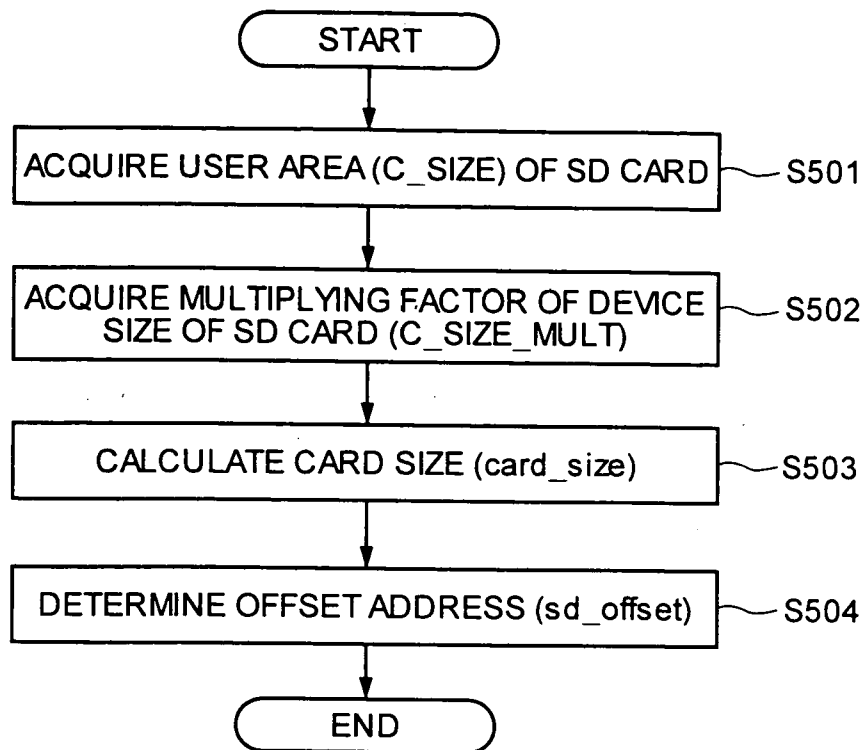 START
ACQUIRE USER AREA (C_SIZE) OF SD CARD
S501
ACQUIRE MULTIPLYING FACTOR OF DEVICE
SIZE OF SD CARD (C_SIZE_MULT)
S502
CALCULATE CARD SIZE (card_size)
S503
DETERMINE OFFSET ADDRESS (sd_offset)
S504
END